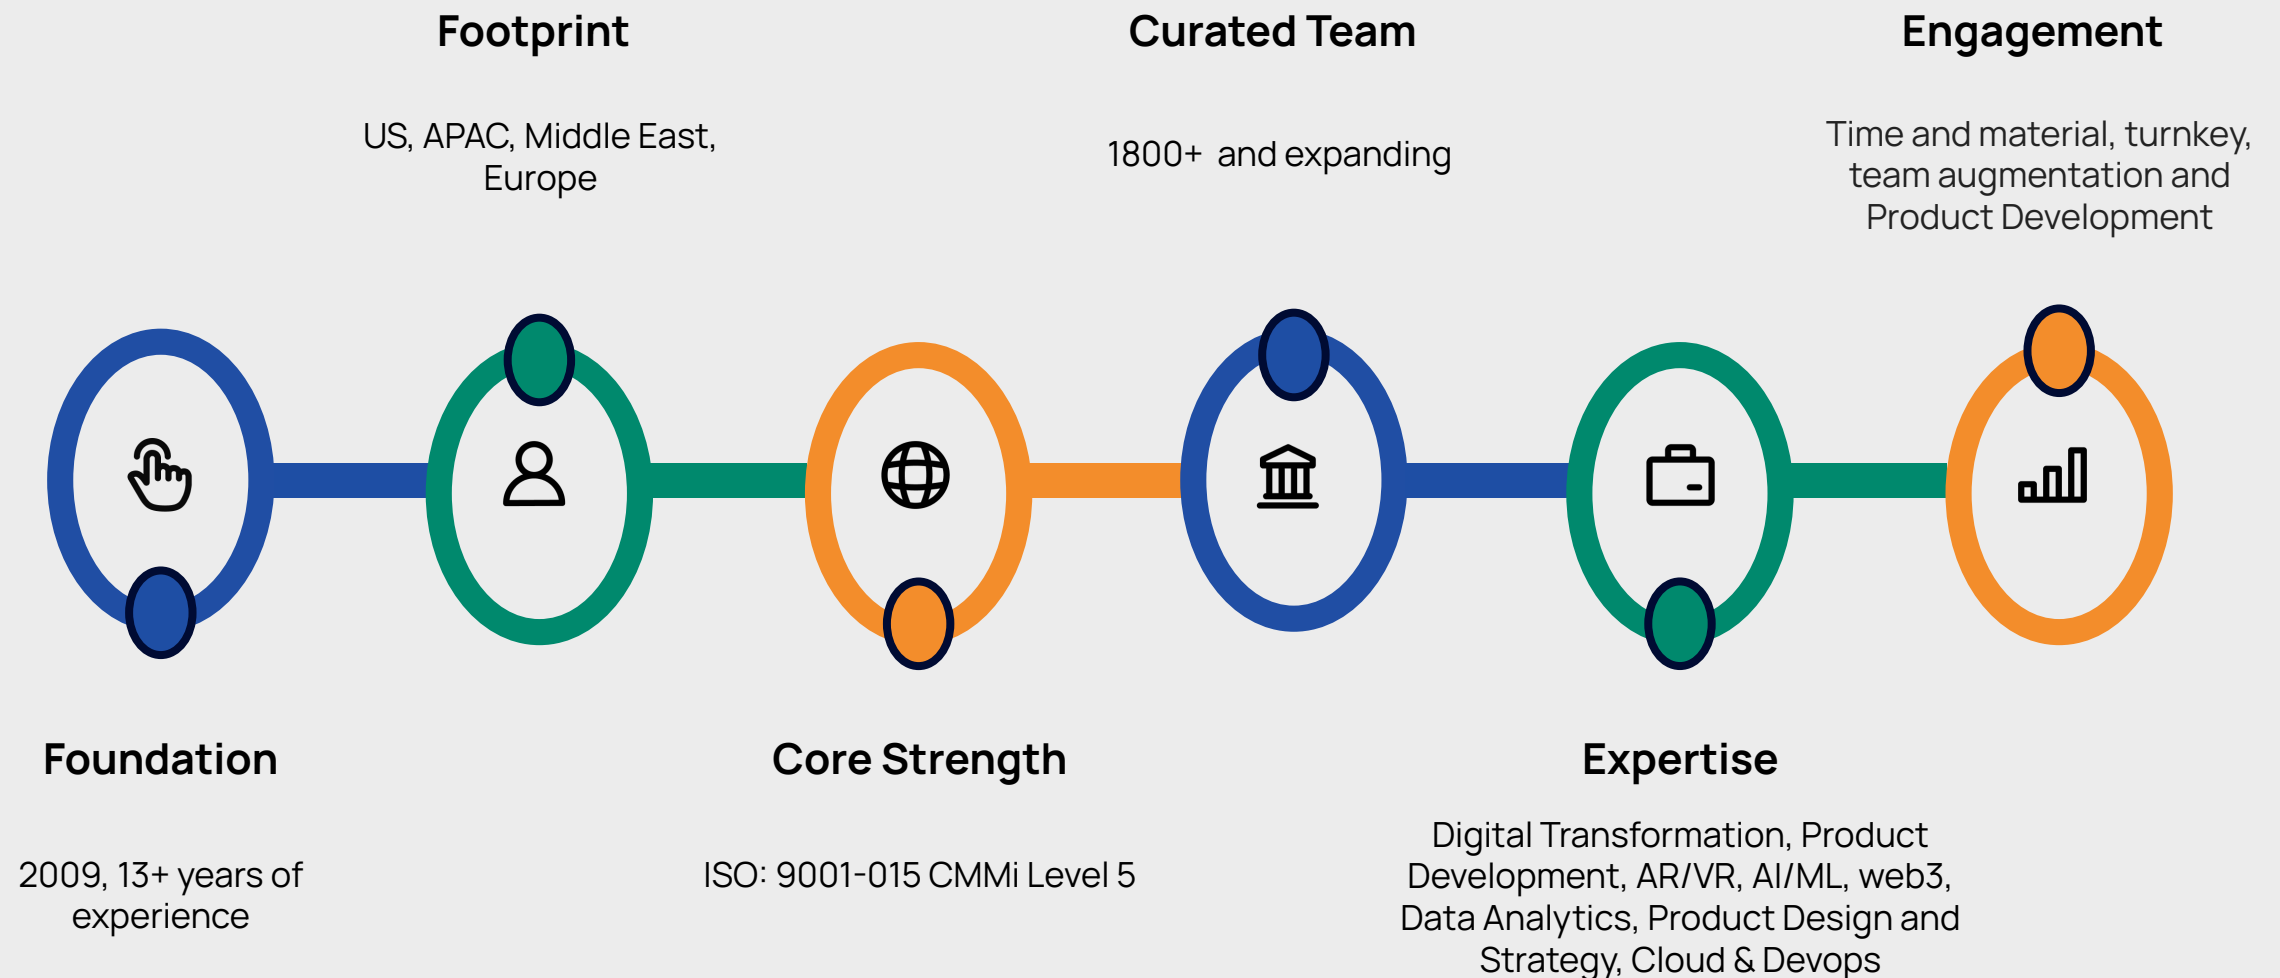 Footprint
US, APAC, Middle East,
Europe
Curated Team
1800+ and expanding
Engagement
Time and material, turnkey,
team augmentation and
Product Development
Foundation
2009, 13+ years of
experience
Core Strength
ISO: 9001-015 CMMi Level 5
Expertise
Digital Transformation, Product
Development, AR/VR, AI/ML, web3,
Data Analytics, Product Design and
Strategy, Cloud & Devops